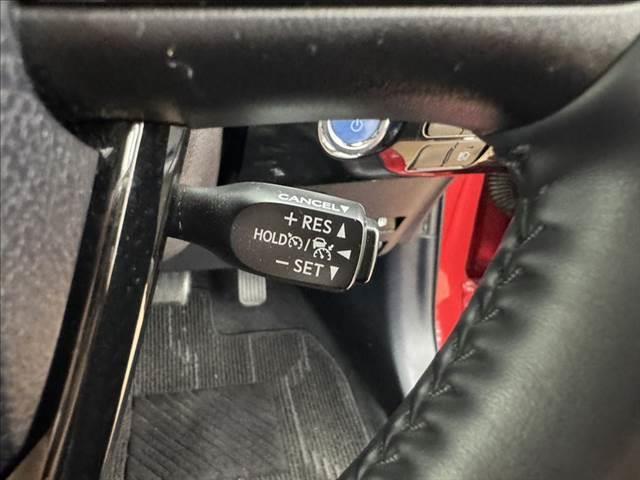 CANCEL▼
+ RES ▲
HOLD / ◀
− SET ▼